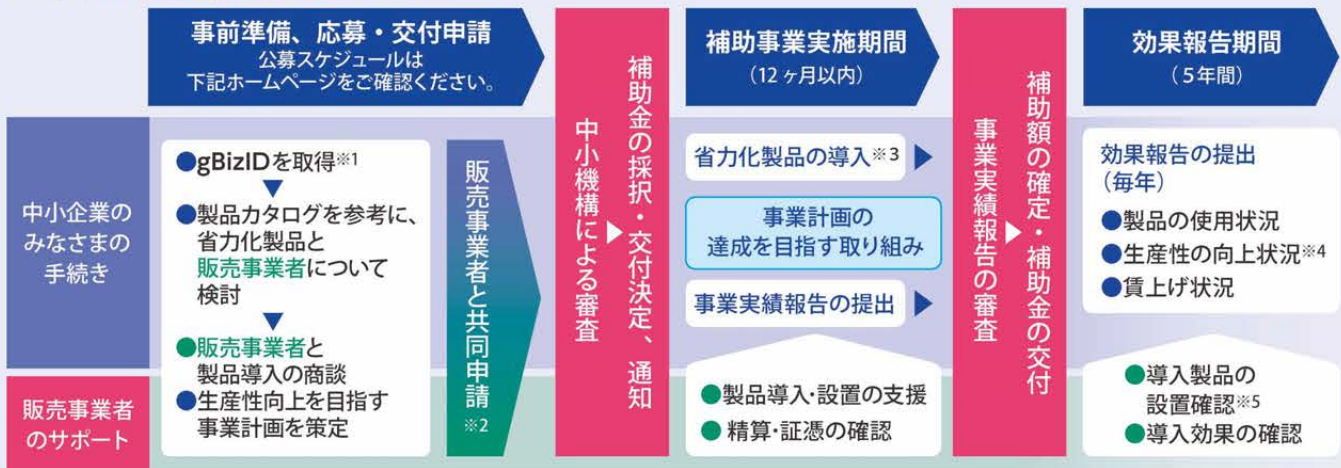 事前準備、応募・交付申請
公募スケジュールは
下記ホームページをご確認ください。
補助事業実施期間
（12ヶ月以内）
効果報告期間
（5年間）
中小企業の
みなさまの
手続き
●gBizIDを取得※1
▼
●製品カタログを参考に、
省力化製品と
販売事業者について
検討
▼
●販売事業者と
製品導入の商談
●生産性向上を目指す
事業計画を策定
販売事業者と共同申請
※2
中小機構による審査
▶
補助金の採択・交付決定、通知
省力化製品の導入※3 ▶
事業計画の
達成を目指す取り組み
事業実績報告の提出 ▶
事業実績報告の審査
▶
補助額の確定・補助金の交付
効果報告の提出
（毎年）
●製品の使用状況
●生産性の向上状況※4
●賃上げ状況
販売事業者
のサポート
●製品導入・設置の支援
●精算・証憑の確認
●導入製品の
設置確認※5
●導入効果の確認